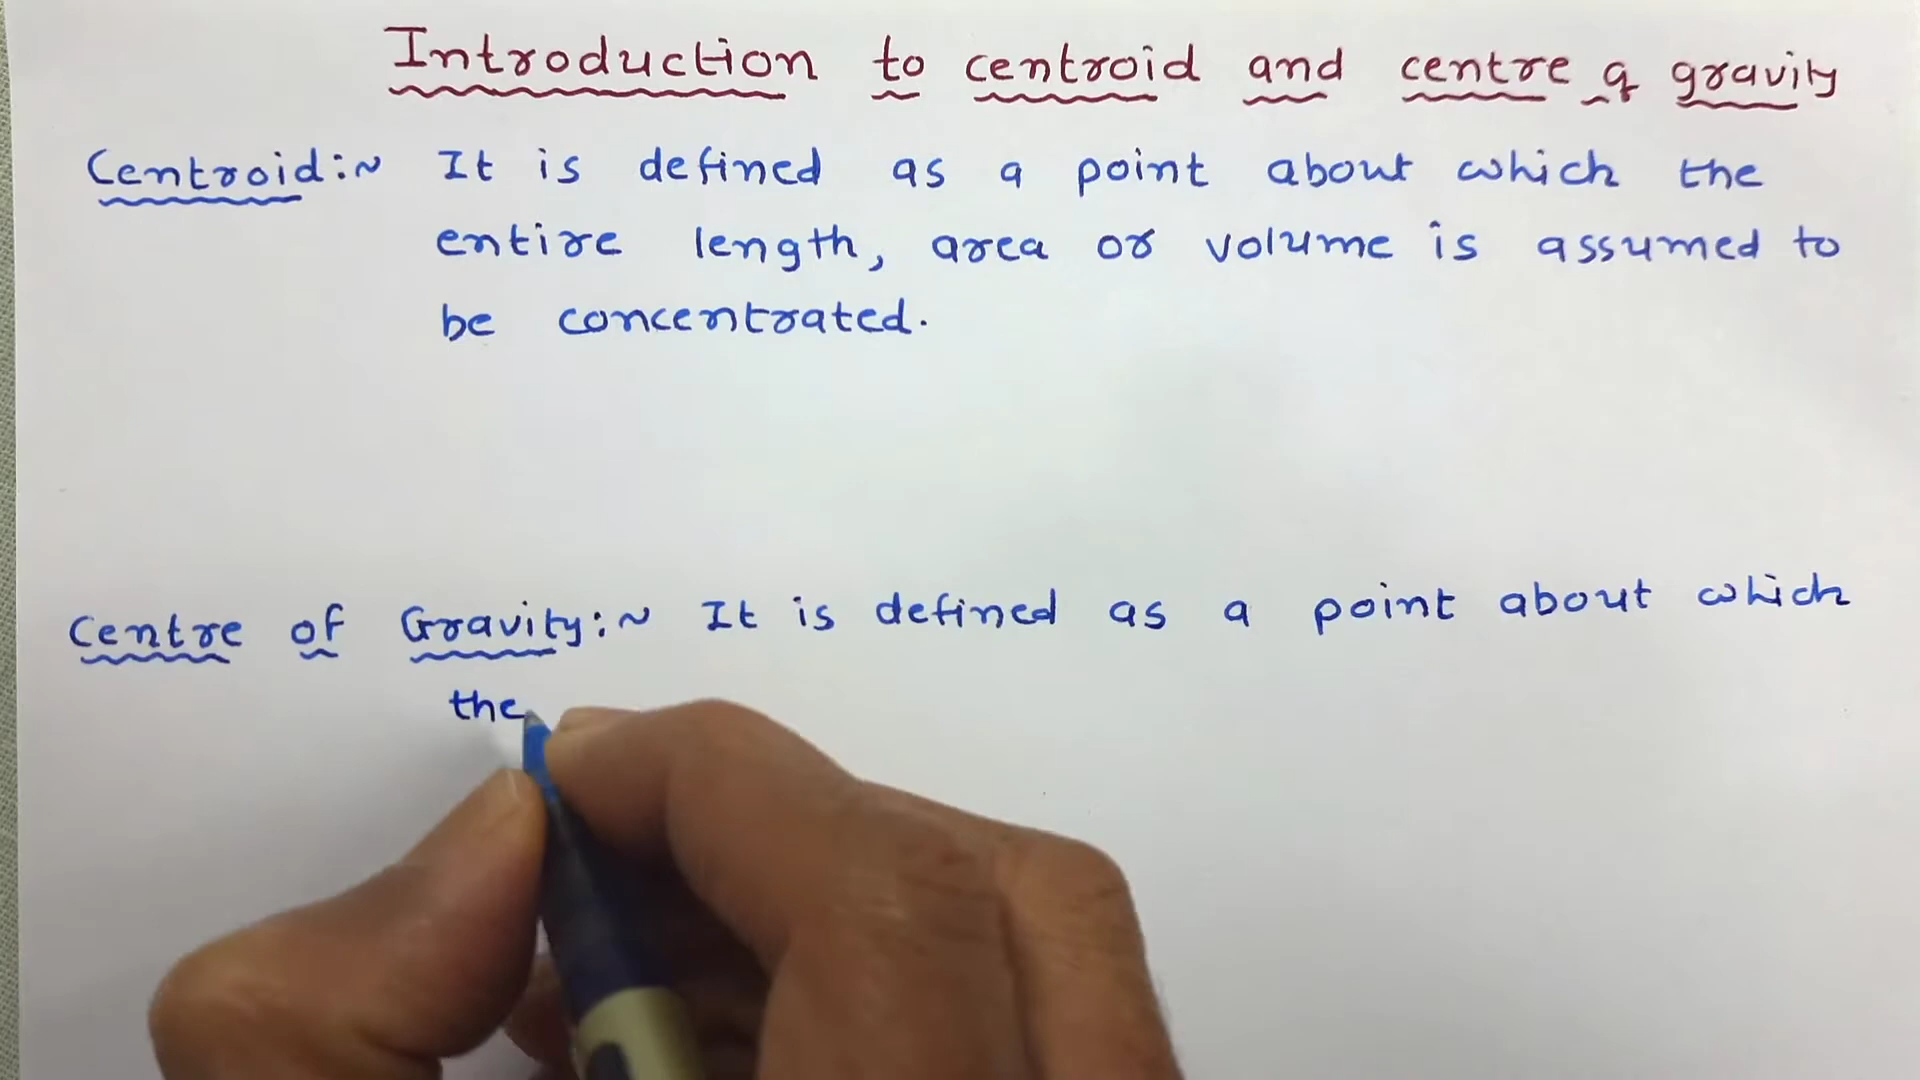 Introduction to centroid and centre of gravity
Centroid:~ It is defined as a point about which the
entire length, area or volume is assumed to
be concentrated.
Centre of Gravity:~ It is defined as a point about which
the